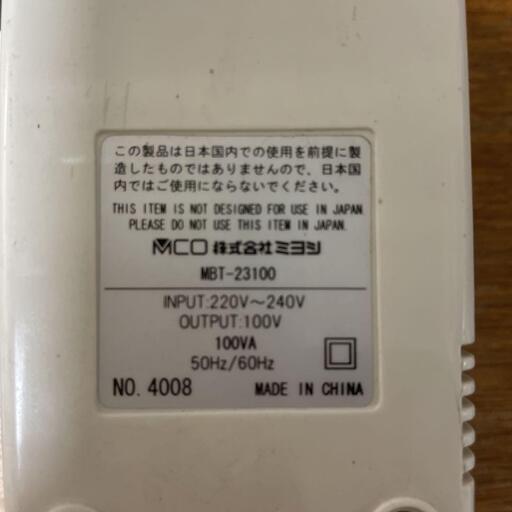 この製品は日本国内での使用を前提に製
造したものではありませんので、日本国
内ではご使用にならないでください。
THIS ITEM IS NOT DESIGNED FOR USE IN JAPAN.
PLEASE DO NOT USE THIS ITEM IN JAPAN.
MCO 株式会社ミヨシ
MBT-23100
INPUT:220V～240V
OUTPUT:100V
100VA
50Hz/60Hz
NO. 4008 MADE IN CHINA